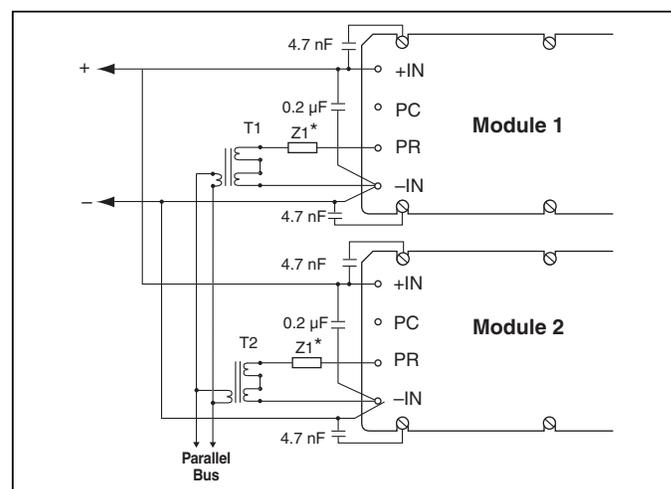 4.7 nF
+
+IN
0.2 µF
PC
T1
Z1*
Module 1
PR
–IN
–
4.7 nF
4.7 nF
+IN
0.2 µF
PC
T2
Z1*
Module 2
PR
–IN
4.7 nF
Parallel
Bus